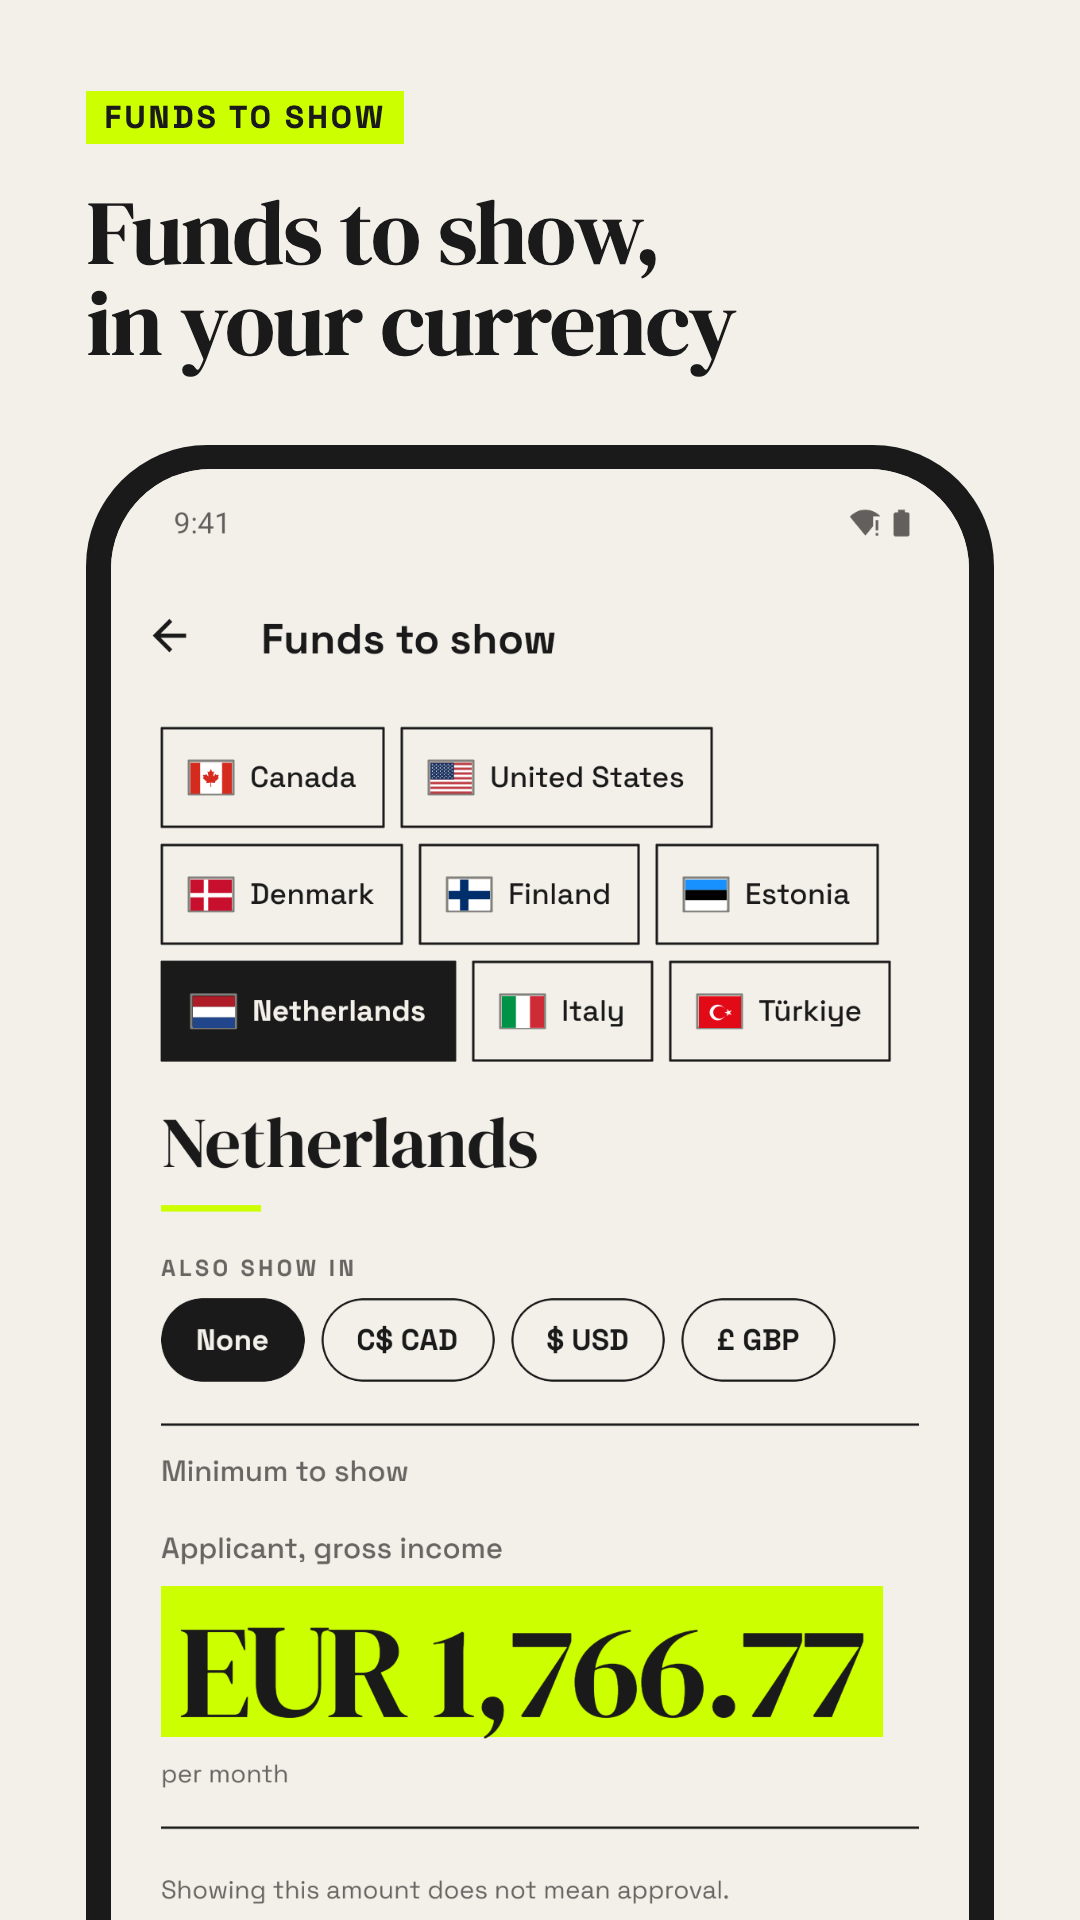 FUNDS TO SHOW
Funds to show,
in your currency
9:41
Funds to show
Canada
United States
Denmark
Finland
Estonia
Netherlands
Italy
Türkiye
Netherlands
ALSO SHOW IN
None
C$ CAD
$ USD
£ GBP
Minimum to show
Applicant, gross income
EUR 1,766.77
per month
Showing this amount does not mean approval.